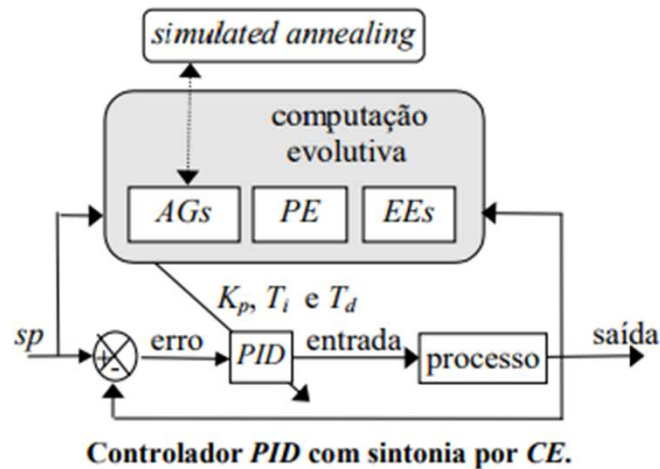 simulated annealing
computação
evolutiva
AGs PE EEs
Kp, Ti e Td
sp + - erro PID entrada processo saída
Controlador PID com sintonia por CE.